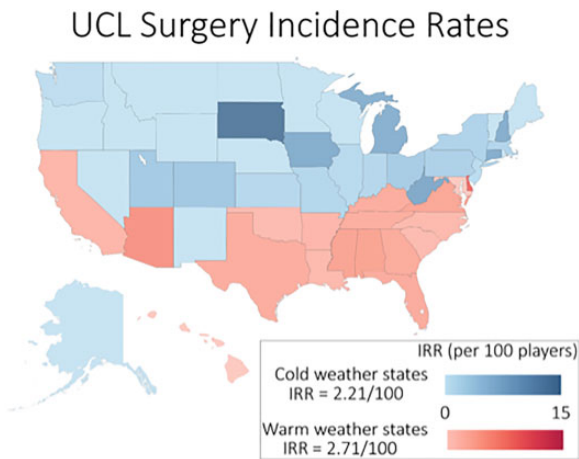 UCL Surgery Incidence Rates
IRR (per 100 players)
Cold weather states
IRR = 2.21/100
0
15
Warm weather states
IRR = 2.71/100